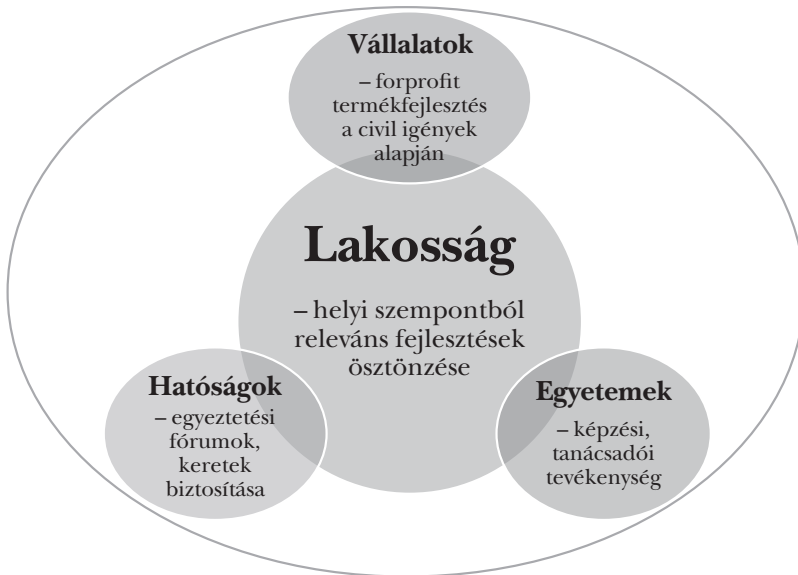 Vállalatok
– forprofit
termékfejlesztés
a civil igények
alapján
Lakosság
– helyi szempontból
releváns fejlesztések
ösztönzése
Hatóságok
– egyeztetési
fórumok,
keretek
biztosítása
Egyetemek
– képzési,
tanácsadói
tevékenység